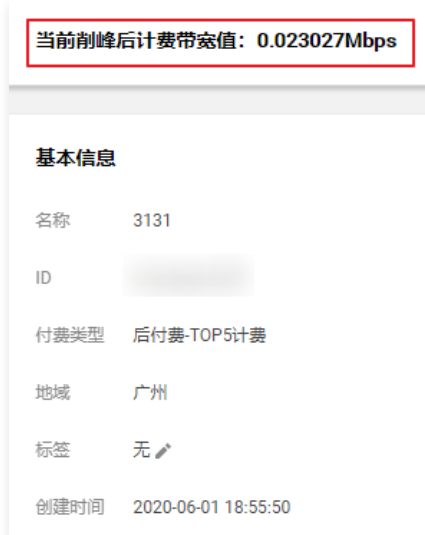 当前削峰后计费带宽值：0.023027Mbps
基本信息
名称 3131
ID
付费类型 后付费-TOP5计费
地域 广州
标签 无
创建时间 2020-06-01 18:55:50